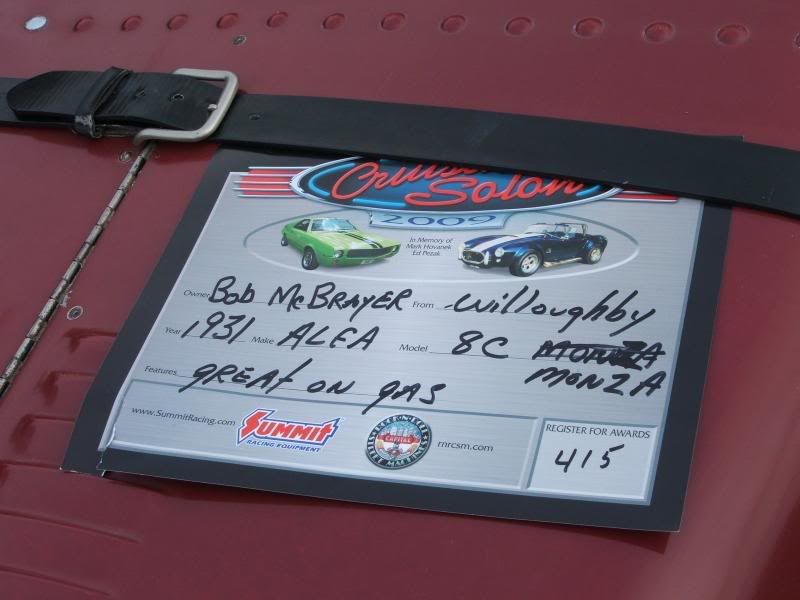 Solon
2009
In Memory of
Mark Hovanek
Ed Pezak
Owner Bob McBRAYER From Willoughby
Year 1931 Make ALFA Model 8C MONZA
MONZA
Features GREAT ON GAS
www.SummitRacing.com
SUMMIT
RACING EQUIPMENT
CAPITAL
rnrcsm.com
REGISTER FOR AWARDS
415